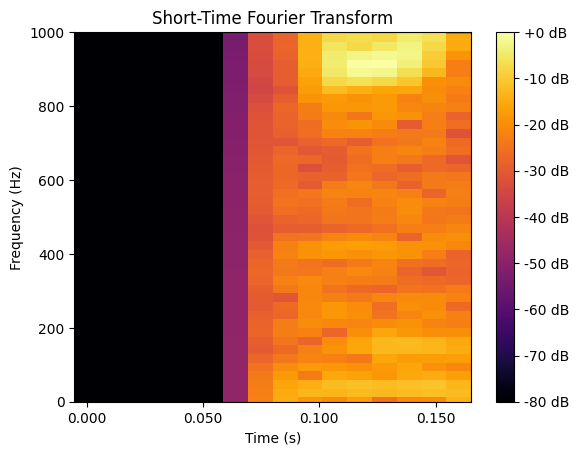 Short-Time Fourier Transform
Frequency (Hz)
1000
800
600
400
200
0
0.000
0.050
0.100
0.150
Time (s)
+0 dB
-10 dB
-20 dB
-30 dB
-40 dB
-50 dB
-60 dB
-70 dB
-80 dB